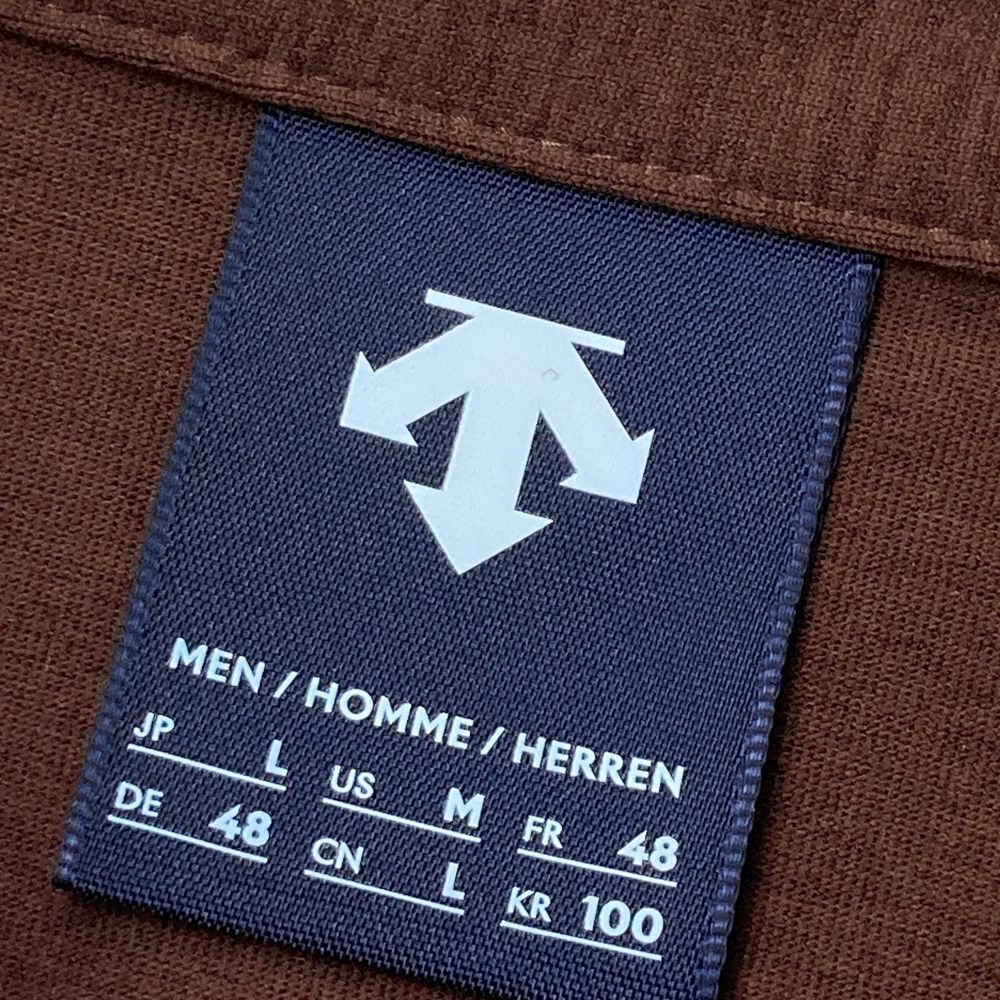 MEN / HOMME / HERREN
JP L US M FR 48
DE 48 CN L KR 100